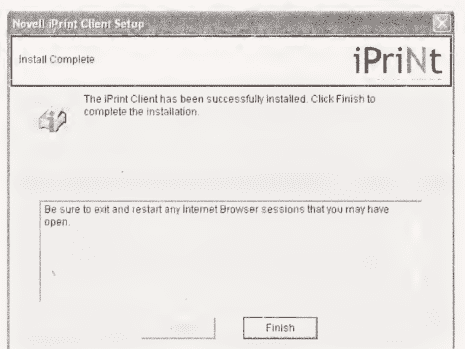 Novell iPrint Client Setup
Install Complete
iPriNt
The iPrint Client has been successfully installed. Click Finish to
complete the installation.
Be sure to exit and restart any Internet Browser sessions that you may have
open.
Finish